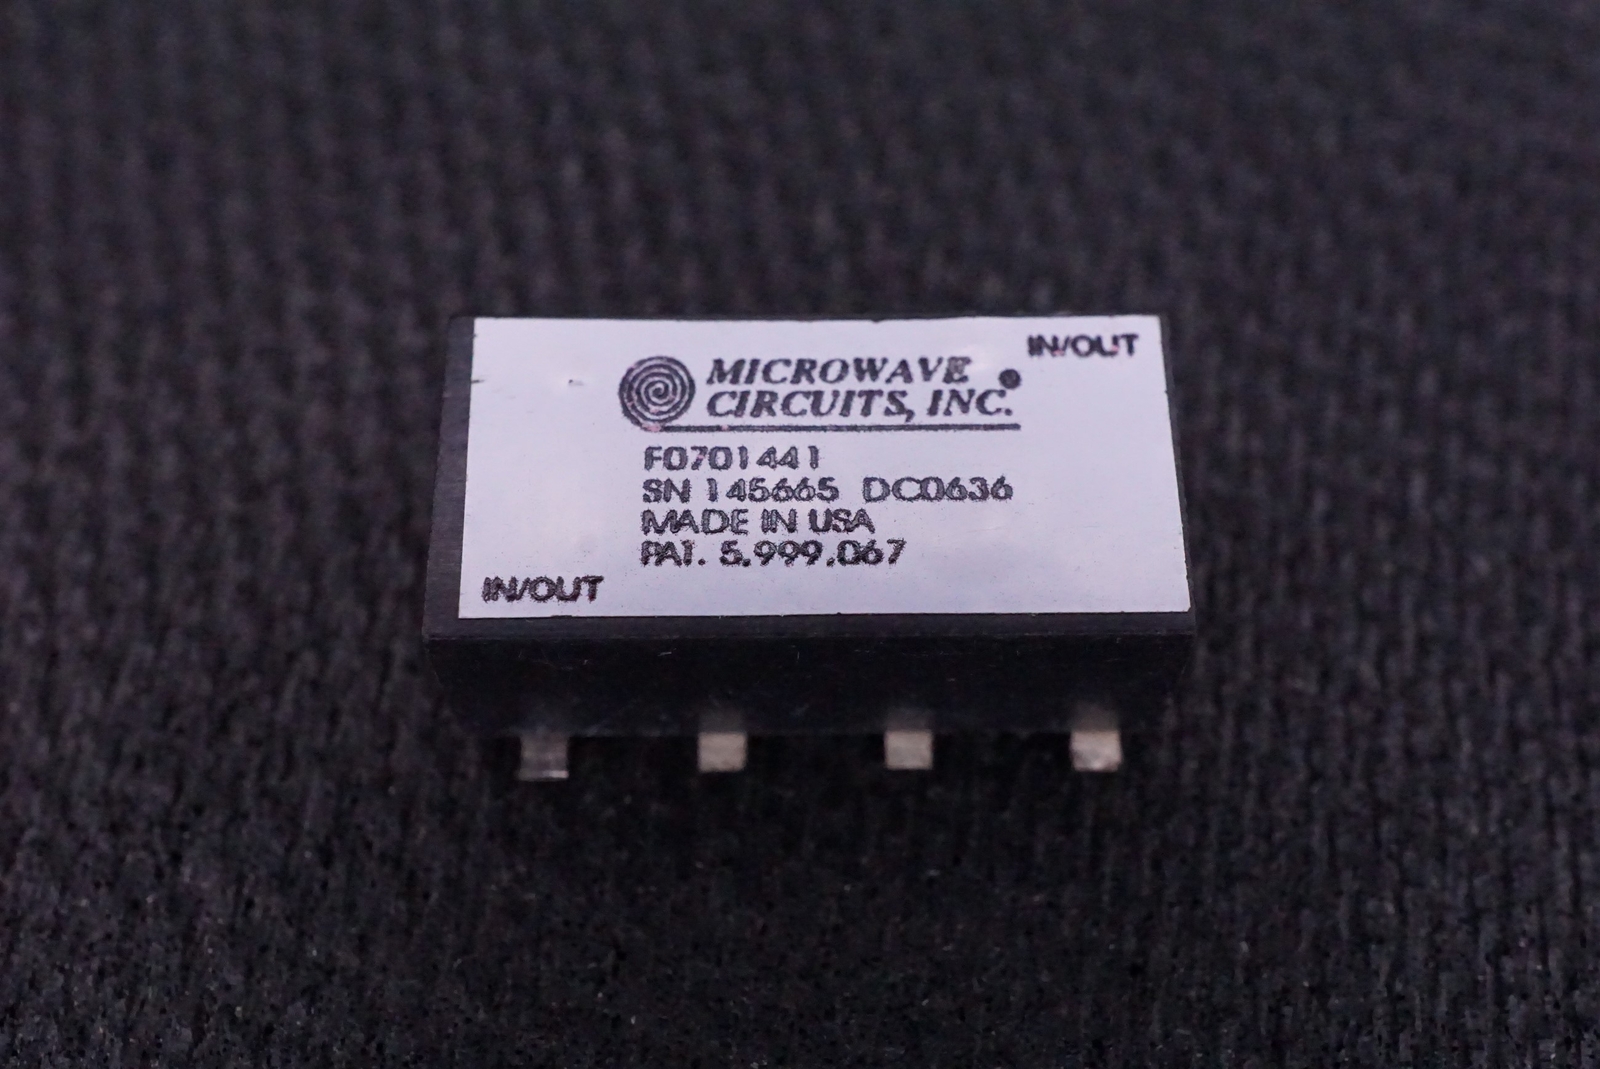 IN/OUT
MICROWAVE
CIRCUITS, INC.®
F0701441
SN 145665 DC0636
MADE IN USA
PAT. 5,999,067
IN/OUT